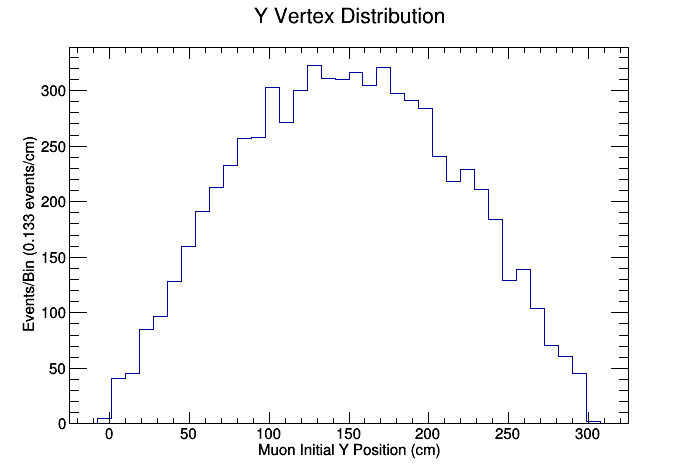 Y Vertex Distribution
Events/Bin (0.133 events/cm)
300
250
200
150
100
50
0
0 50 100 150 200 250 300
Muon Initial Y Position (cm)